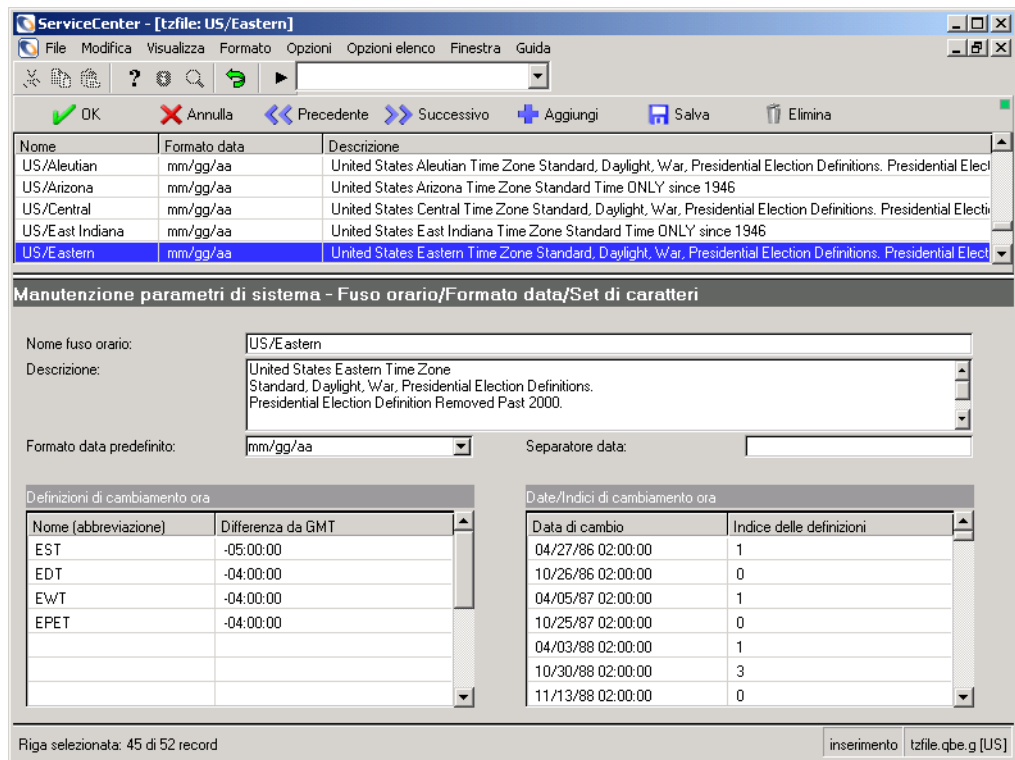 ServiceCenter - [tzfile: US/Eastern]
File Modifica Visualizza Formato Opzioni Opzioni elenco Finestra Guida
OK Annulla Precedente Successivo Aggiungi Salva Elimina
Nome Formato data Descrizione
US/Aleutian mm/gg/aa United States Aleutian Time Zone Standard, Daylight, War, Presidential Election Definitions. Presidential Elect
US/Arizona mm/gg/aa United States Arizona Time Zone Standard Time ONLY since 1946
US/Central mm/gg/aa United States Central Time Zone Standard, Daylight, War, Presidential Election Definitions. Presidential Electi
US/East Indiana mm/gg/aa United States East Indiana Time Zone Standard Time ONLY since 1946
US/Eastern mm/gg/aa United States Eastern Time Zone Standard, Daylight, War, Presidential Election Definitions. Presidential Elect
Manutenzione parametri di sistema - Fuso orario/Formato data/Set di caratteri
Nome fuso orario: US/Eastern
Descrizione: United States Eastern Time Zone
Standard, Daylight, War, Presidential Election Definitions.
Presidential Election Definition Removed Past 2000.
Formato data predefinito: mm/gg/aa Separatore data:
Definizioni di cambiamento ora Date/Indici di cambiamento ora
Nome (abbreviazione) Differenza da GMT Data di cambio Indice delle definizioni
EST -05:00:00 04/27/86 02:00:00 1
EDT -04:00:00 10/26/86 02:00:00 0
EWT -04:00:00 04/05/87 02:00:00 1
EPET -04:00:00 10/25/87 02:00:00 0
04/03/88 02:00:00 1
10/30/88 02:00:00 3
11/13/88 02:00:00 0
Riga selezionata: 45 di 52 record inserimento tzfile.qbe.g [US]